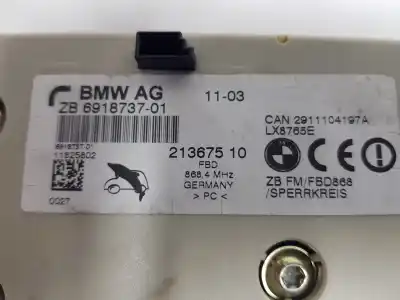 BMW AG
11-03
ZB 6918737-01
CAN 2911104197A
LX8765E
6918737-01
11825802
213675 10
FBD
868,4 MHz
GERMANY
> PC <
ZB FM/FBD868
/SPERRKREIS
0027